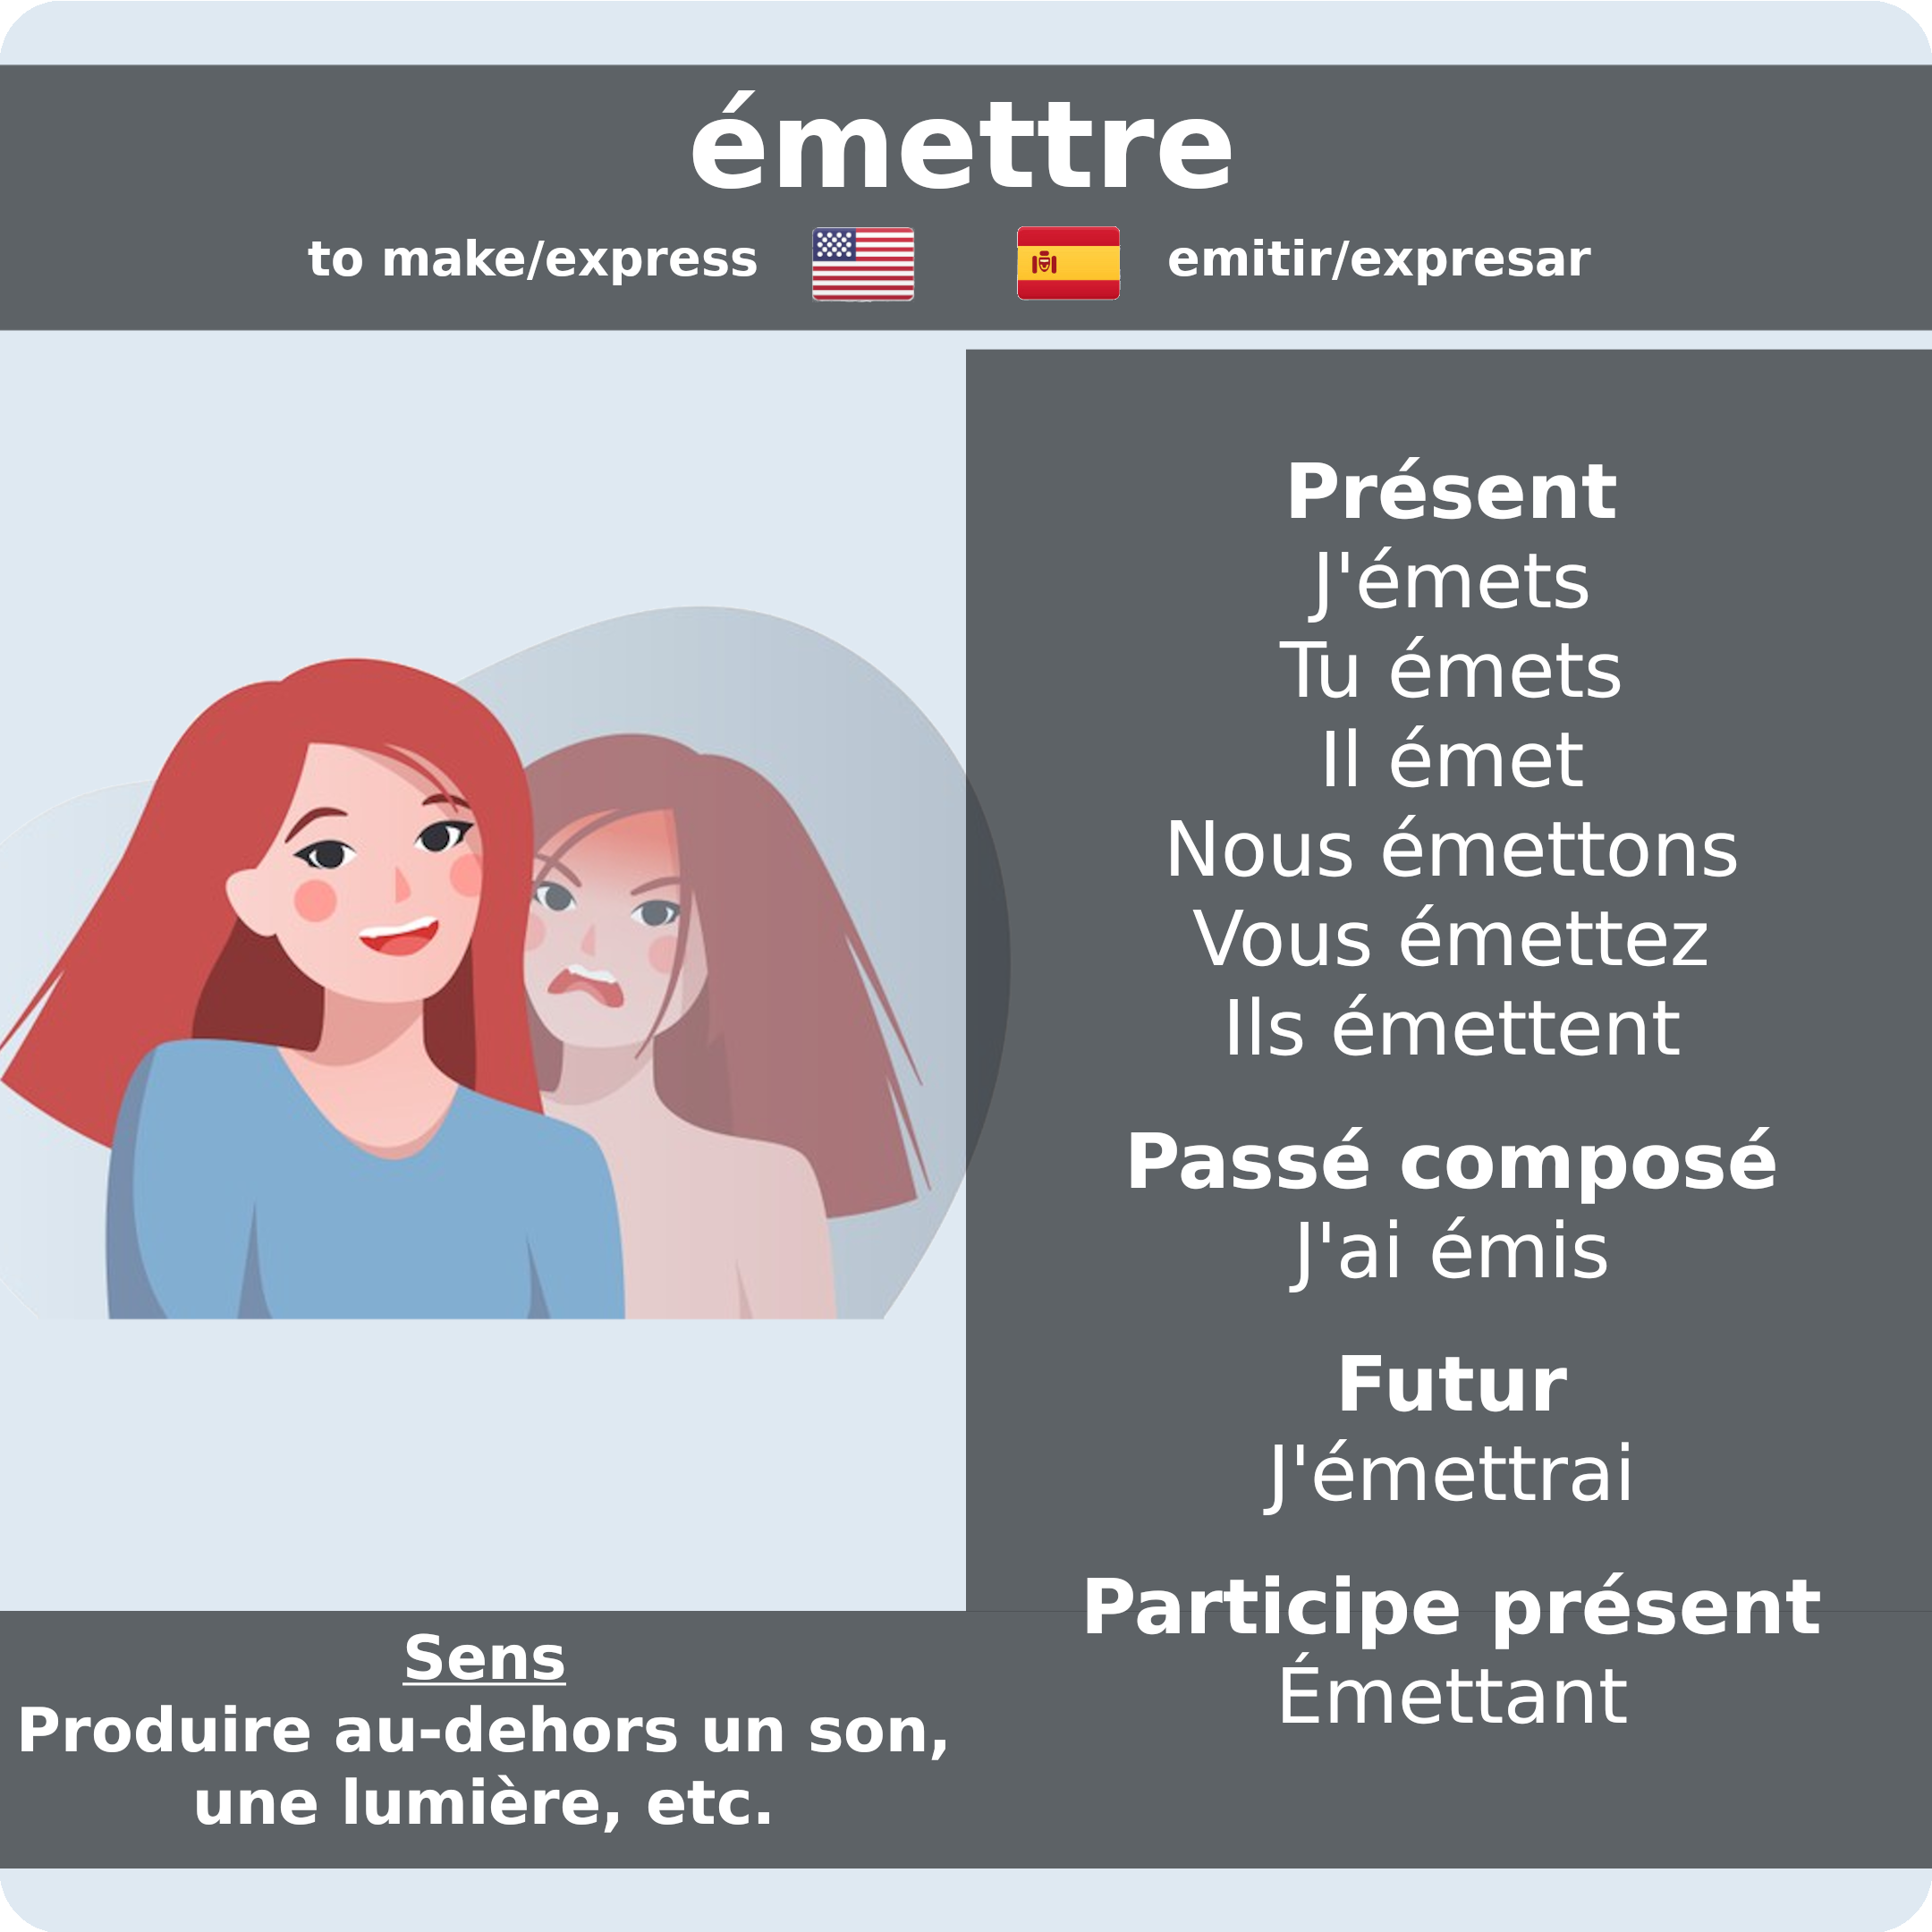 émettre
to make/express
emitir/expresar
Présent
J'émets
Tu émets
Il émet
Nous émettons
Vous émettez
Ils émettent
Passé composé
J'ai émis
Futur
J'émettrai
Participe présent
Émettant
Sens
Produire au-dehors un son,
une lumière, etc.